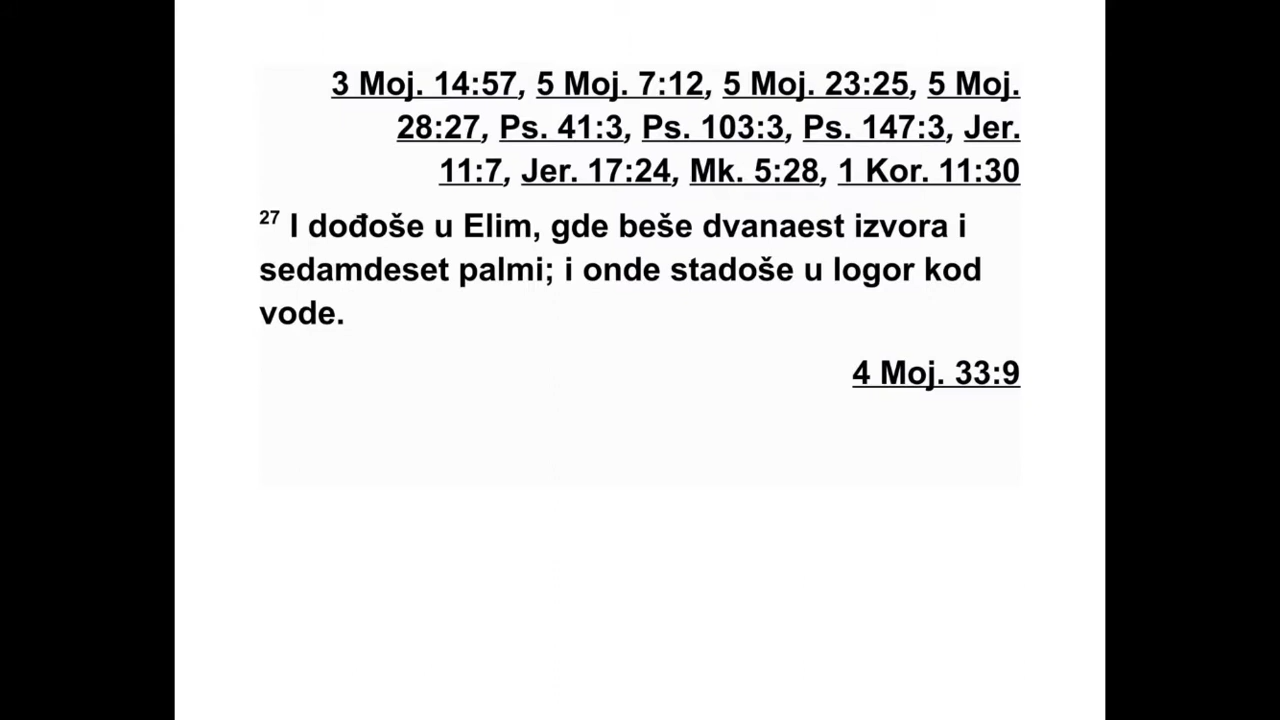 3 Moj. 14:57, 5 Moj. 7:12, 5 Moj. 23:25, 5 Moj.
28:27, Ps. 41:3, Ps. 103:3, Ps. 147:3, Jer.
11:7, Jer. 17:24, Mk. 5:28, 1 Kor. 11:30
27 I dođoše u Elim, gde beše dvanaest izvora i
sedamdeset palmi; i onde stadoše u logor kod
vode.
4 Moj. 33:9